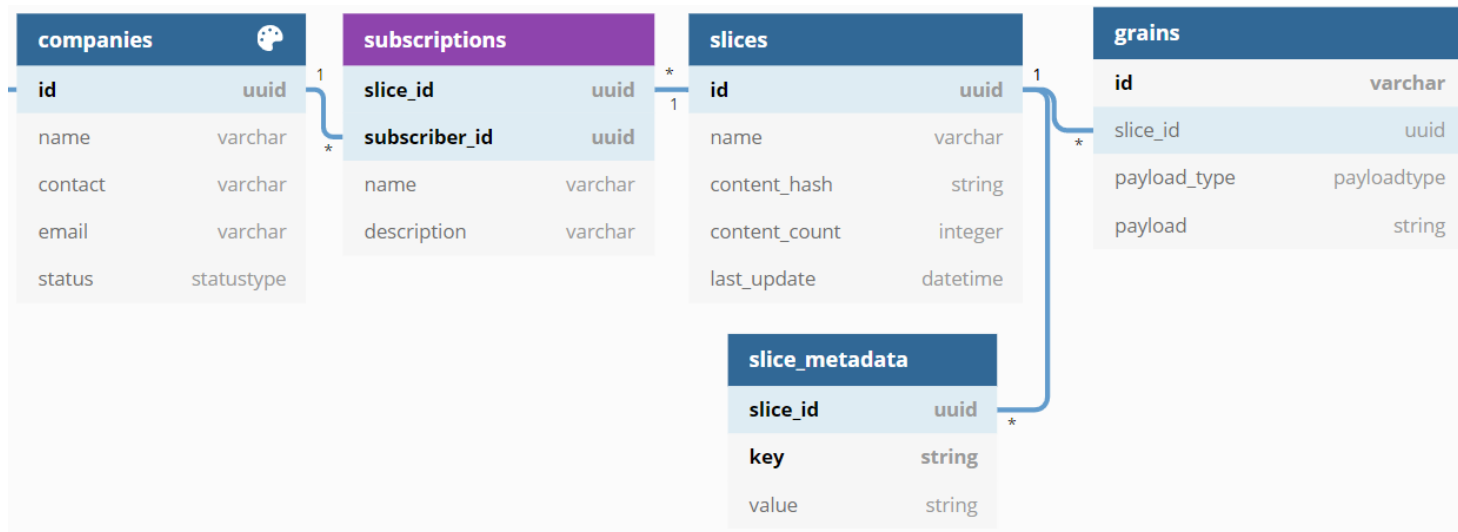 companies
id uuid
name varchar
contact varchar
email varchar
status statustype
1
*
subscriptions
slice_id uuid
subscriber_id uuid
name varchar
description varchar
*
1
slices
id uuid
name varchar
content_hash string
content_count integer
last_update datetime
1
*
grains
id varchar
slice_id uuid
payload_type payloadtype
payload string
slice_metadata
slice_id uuid
*
key string
value string